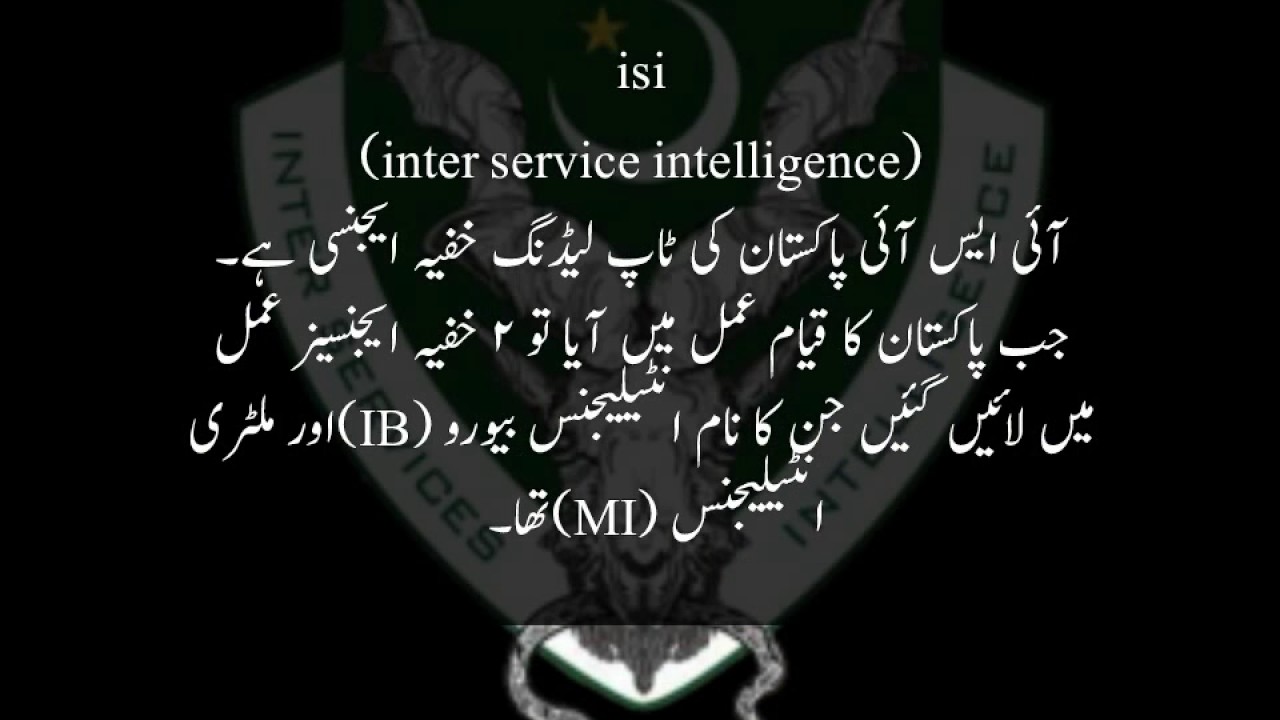 isi
(inter service intelligence)
آئی ایس آئی پاکستان کی ٹاپ لیڈنگ خفیہ ایجنسی ہے۔
جب پاکستان کا قیام عمل میں آیا تو ۲ خفیہ ایجنسیز عمل
میں لائیں گئیں جن کا نام انٹیلیجنس بیورو (IB)اور ملٹری
انٹیلیجنس (MI)تھا۔
INTER SERVICES
INTELLIGENCE